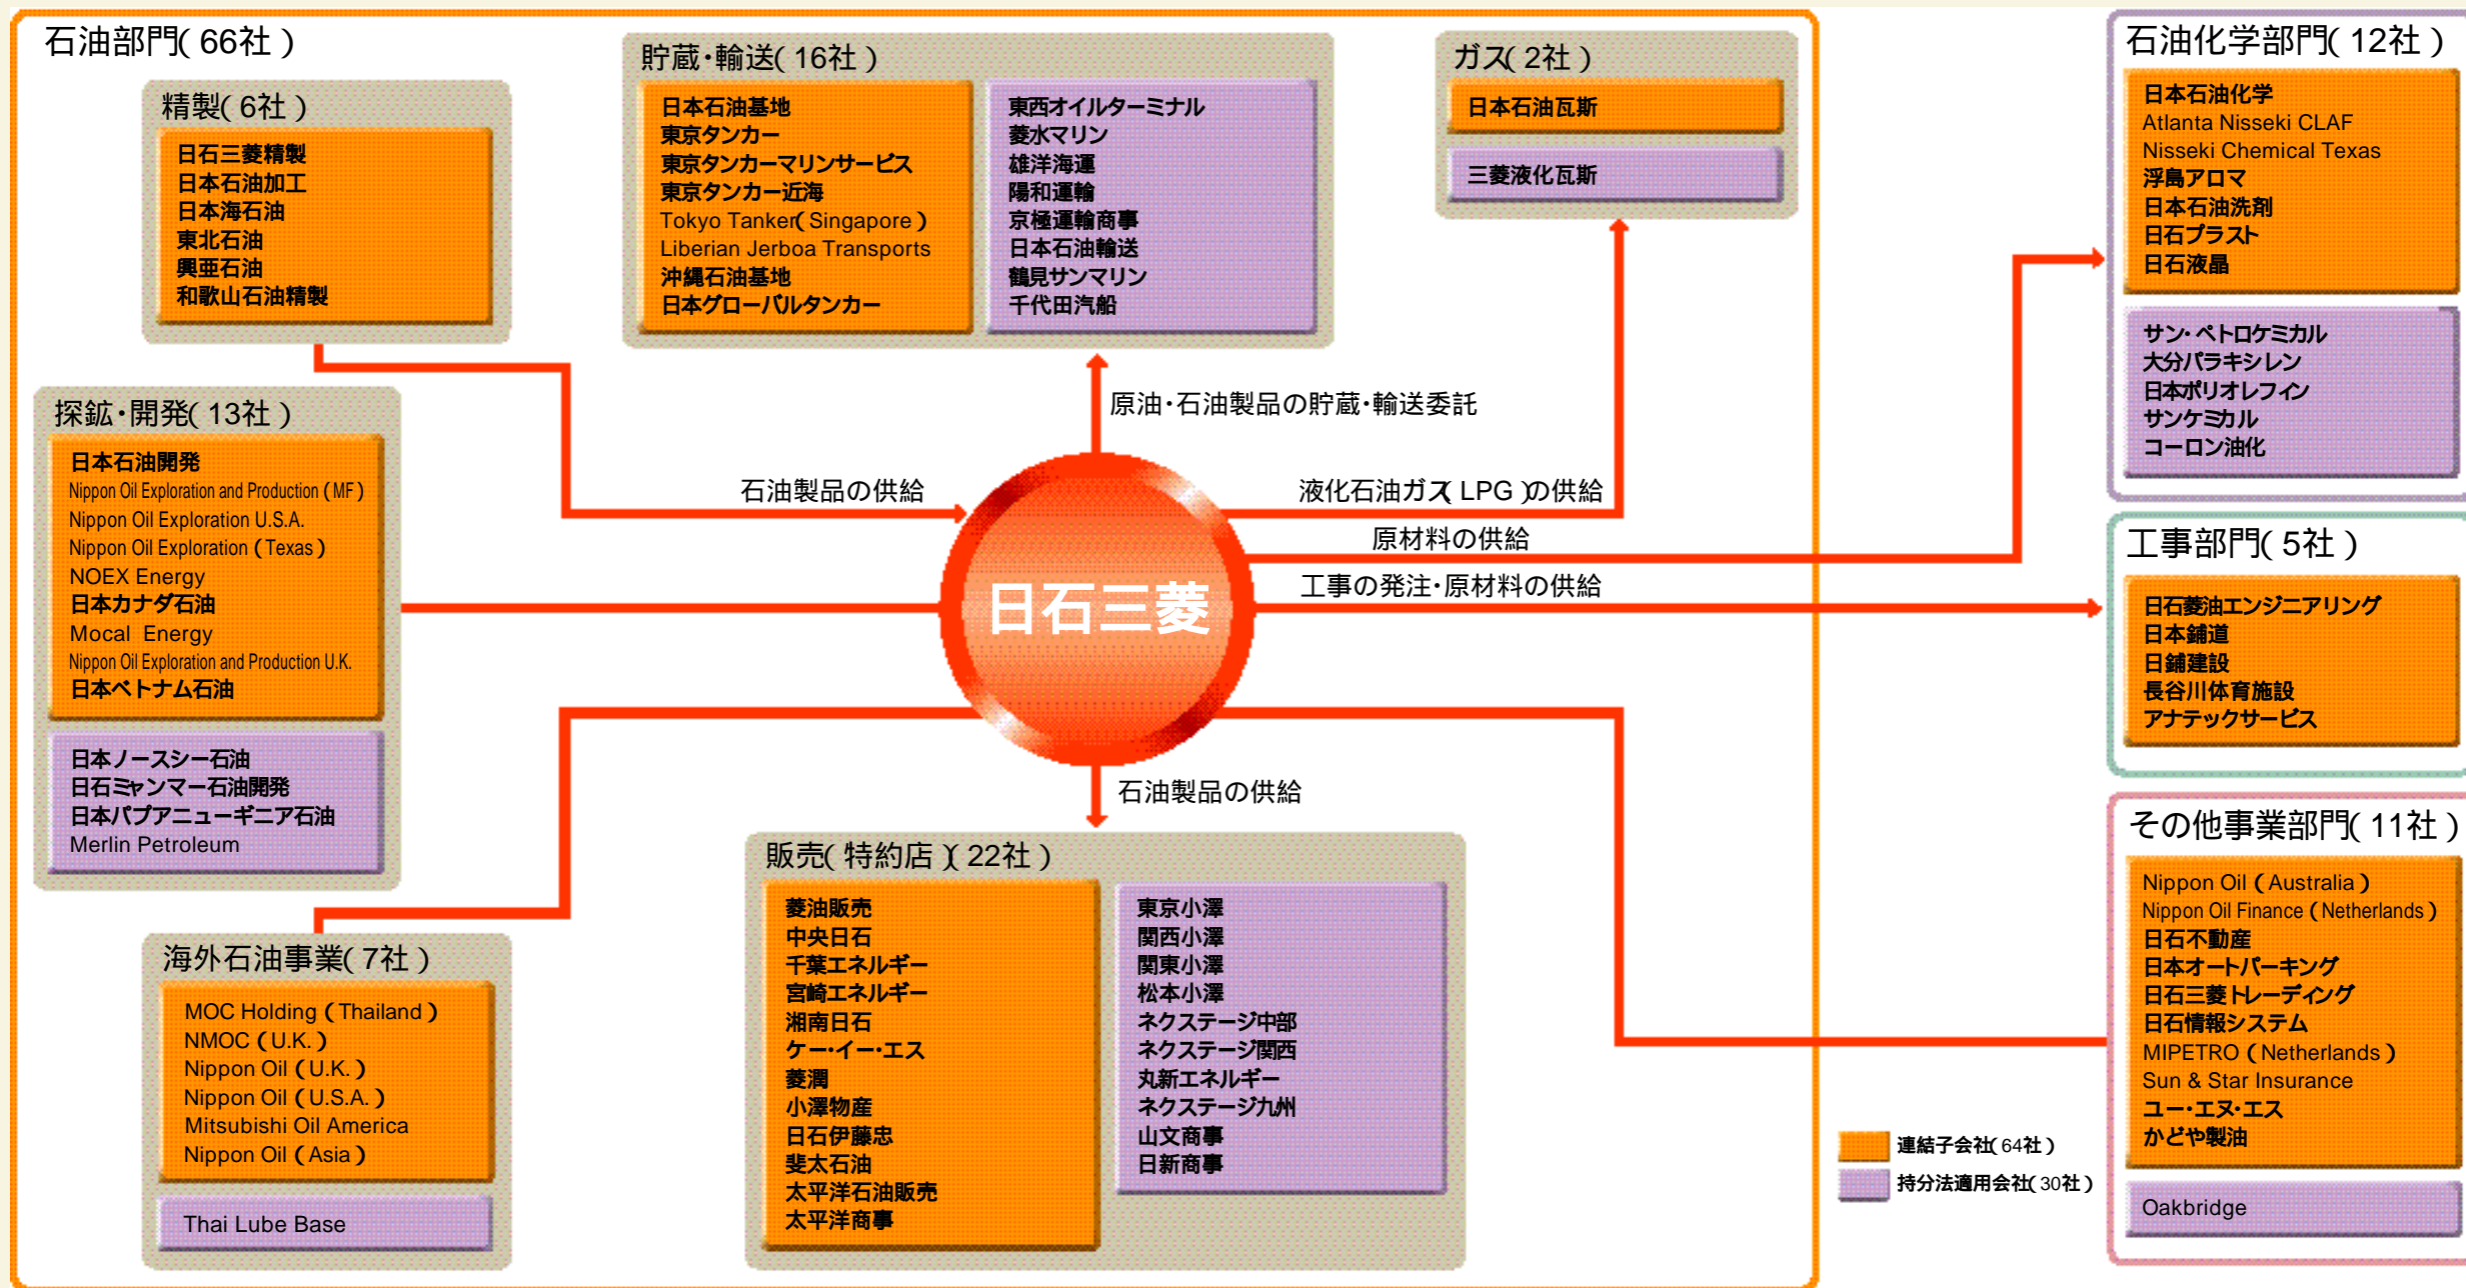 石油部門(66社)
精製(6社)
日石三菱精製
日本石油加工
日本海石油
東北石油
興亜石油
和歌山石油精製
貯蔵・輸送(16社)
日本石油基地
東京タンカー
東京タンカーマリンサービス
東京タンカー近海
Tokyo Tanker(Singapore)
Liberian Jerboa Transports
沖縄石油基地
日本グローバルタンカー
東西オイルターミナル
菱水マリン
雄洋海運
陽和運輸
京極運輸商事
日本石油輸送
鶴見サンマリン
千代田汽船
ガス(2社)
日本石油瓦斯
三菱液化瓦斯
探鉱・開発(13社)
日本石油開発
Nippon Oil Exploration and Production (MF)
Nippon Oil Exploration U.S.A.
Nippon Oil Exploration (Texas)
NOEX Energy
日本カナダ石油
Mocal Energy
Nippon Oil Exploration and Production U.K.
日本ベトナム石油
日本ノースシー石油
日石ミャンマー石油開発
日本パプアニューギニア石油
Merlin Petroleum
海外石油事業(7社)
MOC Holding (Thailand)
NMOC (U.K.)
Nippon Oil (U.K.)
Nippon Oil (U.S.A.)
Mitsubishi Oil America
Nippon Oil (Asia)
Thai Lube Base
原油・石油製品の貯蔵・輸送委託
石油製品の供給
液化石油ガス(LPG)の供給
原材料の供給
工事の発注・原材料の供給
日石三菱
石油製品の供給
販売(特約店)(22社)
菱油販売
中央日石
千葉エネルギー
宮崎エネルギー
湘南日石
ケー・イー・エス
菱潤
小澤物産
日石伊藤忠
斐太石油
太平洋石油販売
太平洋商事
東京小澤
関西小澤
関東小澤
松本小澤
ネクステージ中部
ネクステージ関西
丸新エネルギー
ネクステージ九州
山文商事
日新商事
石油化学部門(12社)
日本石油化学
Atlanta Nisseki CLAF
Nisseki Chemical Texas
浮島アロマ
日本石油洗剤
日石プラスト
日石液晶
サン・ペトロケミカル
大分パラキシレン
日本ポリオレフィン
サンケミカル
コーロン油化
工事部門(5社)
日石菱油エンジニアリング
日本鋪道
日鋪建設
長谷川体育施設
アナテックサービス
その他事業部門(11社)
Nippon Oil (Australia)
Nippon Oil Finance (Netherlands)
日石不動産
日本オートパーキング
日石三菱トレーディング
日石情報システム
MIPETRO (Netherlands)
Sun & Star Insurance
ユー・エヌ・エス
かどや製油
Oakbridge
連結子会社(64社)
持分法適用会社(30社)